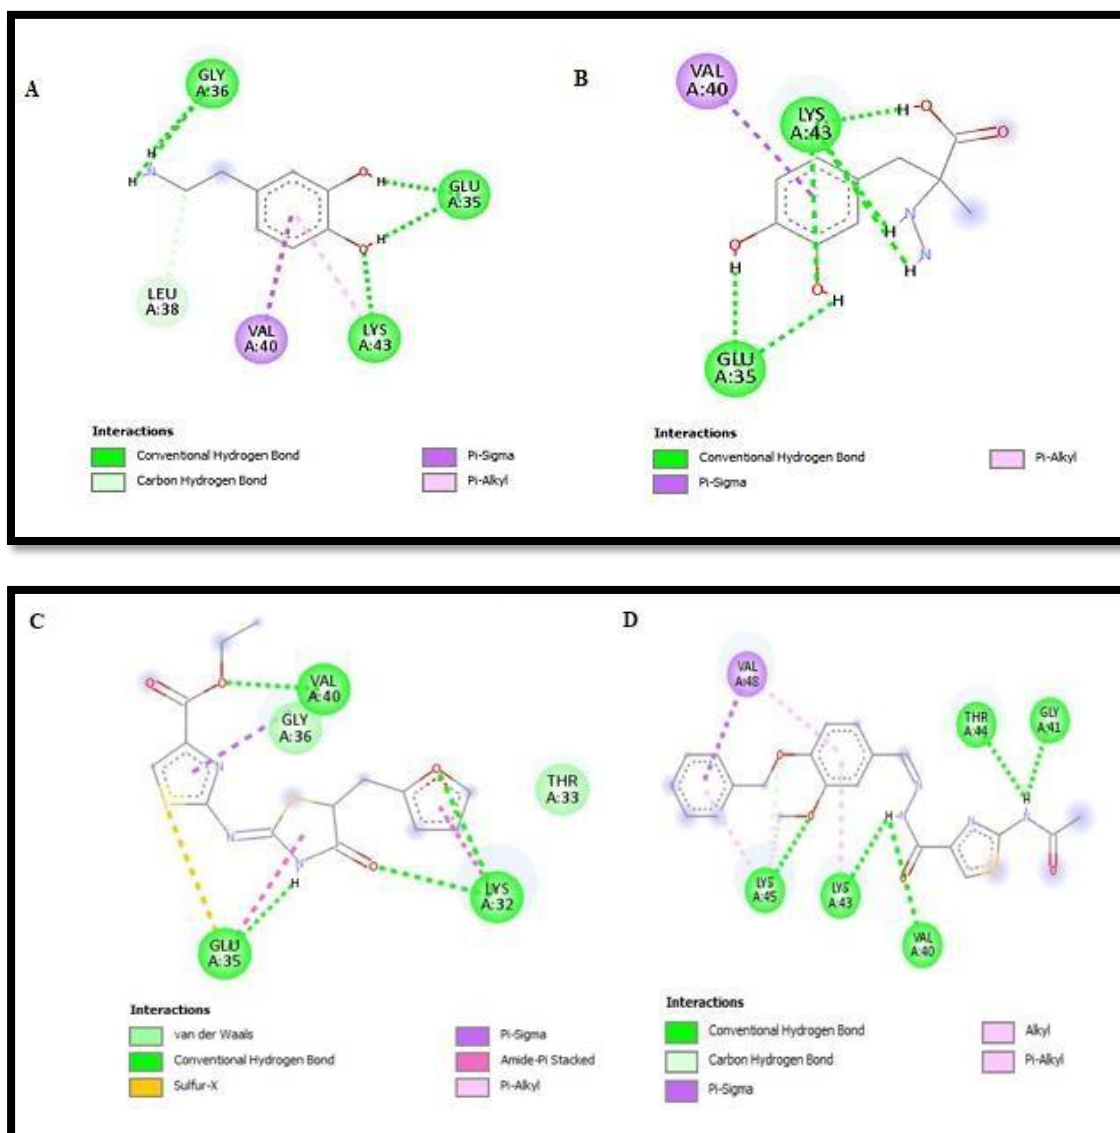 A
GLY
A:36
H
N
H
O
H
GLU
A:35
O
H
LEU
A:38
VAL
A:40
LYS
A:43
Interactions
Conventional Hydrogen Bond
Carbon Hydrogen Bond
Pi-Sigma
Pi-Alkyl
B
VAL
A:40
LYS
A:43
H
O
O
N
H
N
H
O
H
O
H
GLU
A:35
Interactions
Conventional Hydrogen Bond
Pi-Sigma
Pi-Alkyl
C
O
O
VAL
A:40
GLY
A:36
N
S
O
THR
A:33
S
N
N
H
O
LYS
A:32
GLU
A:35
Interactions
van der Waals
Conventional Hydrogen Bond
Sulfur-X
Pi-Sigma
Amide-Pi Stacked
Pi-Alkyl
D
VAL
A:48
THR
A:44
GLY
A:41
O
O
N
H
N
O
N
S
H
N
O
LYS
A:45
LYS
A:43
VAL
A:40
Interactions
Conventional Hydrogen Bond
Carbon Hydrogen Bond
Pi-Sigma
Alkyl
Pi-Alkyl